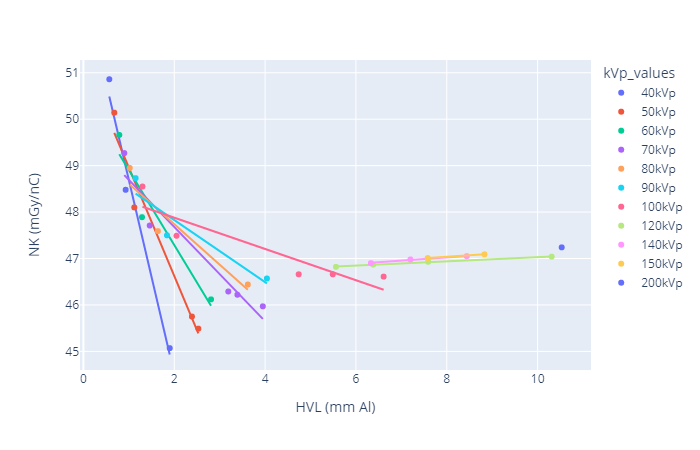 kVp_values
40kVp
50kVp
60kVp
70kVp
80kVp
90kVp
100kVp
120kVp
140kVp
150kVp
200kVp
NK (mGy/nC)
51
50
49
48
47
46
45
0 2 4 6 8 10
HVL (mm Al)